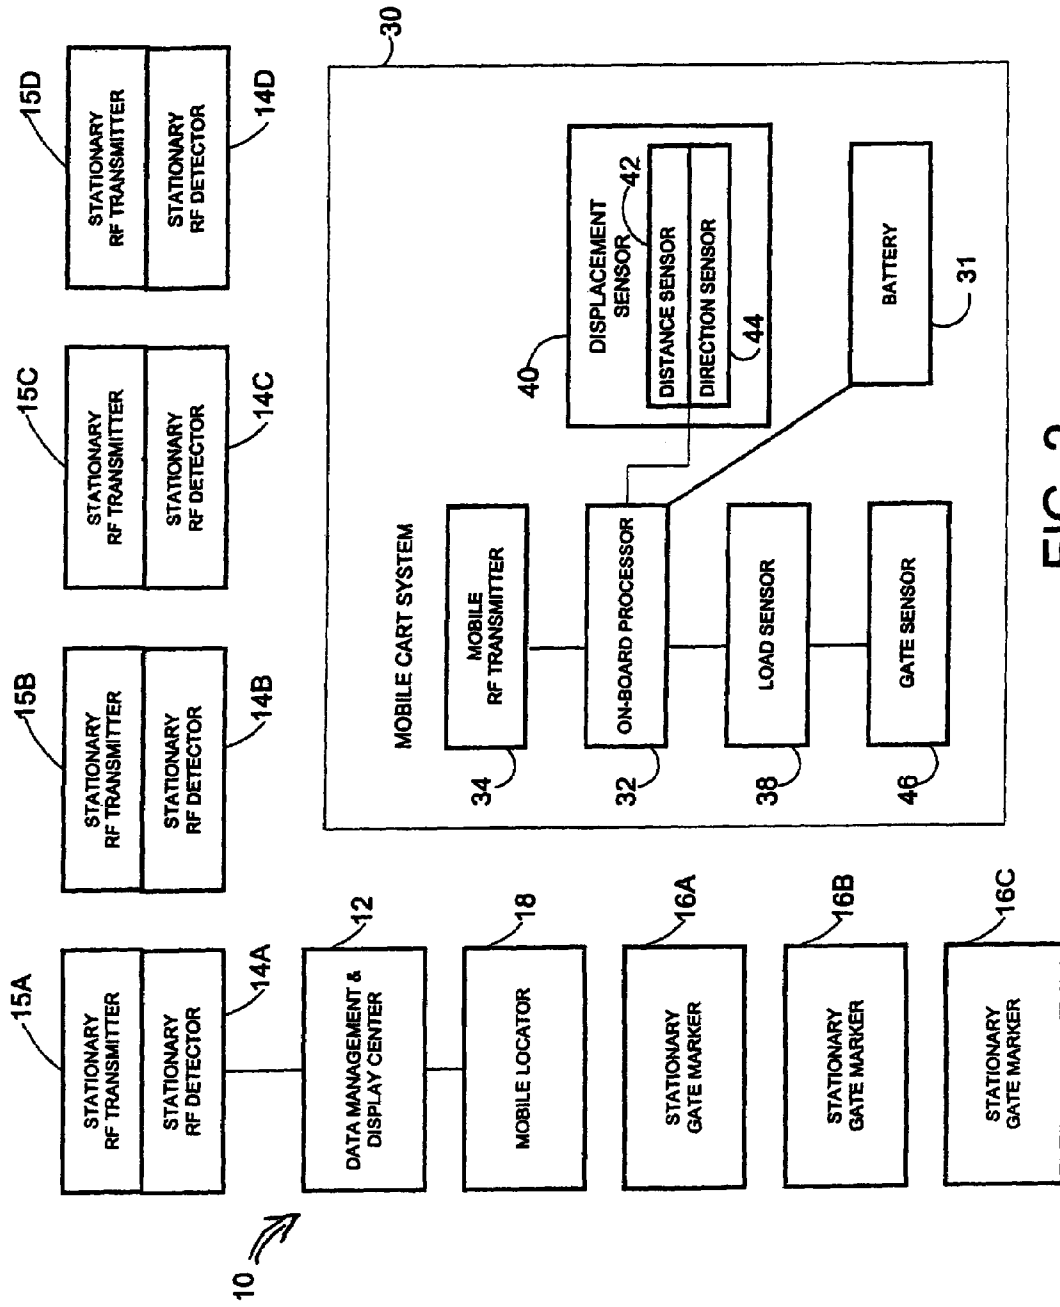 10
15A
STATIONARY
RF TRANSMITTER
STATIONARY
RF DETECTOR
14A
15B
STATIONARY
RF TRANSMITTER
STATIONARY
RF DETECTOR
14B
15C
STATIONARY
RF TRANSMITTER
STATIONARY
RF DETECTOR
14C
15D
STATIONARY
RF TRANSMITTER
STATIONARY
RF DETECTOR
14D
12
DATA MANAGEMENT &
DISPLAY CENTER
18
MOBILE LOCATOR
16A
STATIONARY
GATE MARKER
16B
STATIONARY
GATE MARKER
16C
STATIONARY
GATE MARKER
30
MOBILE CART SYSTEM
34
MOBILE
RF TRANSMITTER
32
ON-BOARD PROCESSOR
38
LOAD SENSOR
46
GATE SENSOR
40
DISPLACEMENT
SENSOR
42
DISTANCE SENSOR
DIRECTION SENSOR
44
BATTERY
31
FIG.